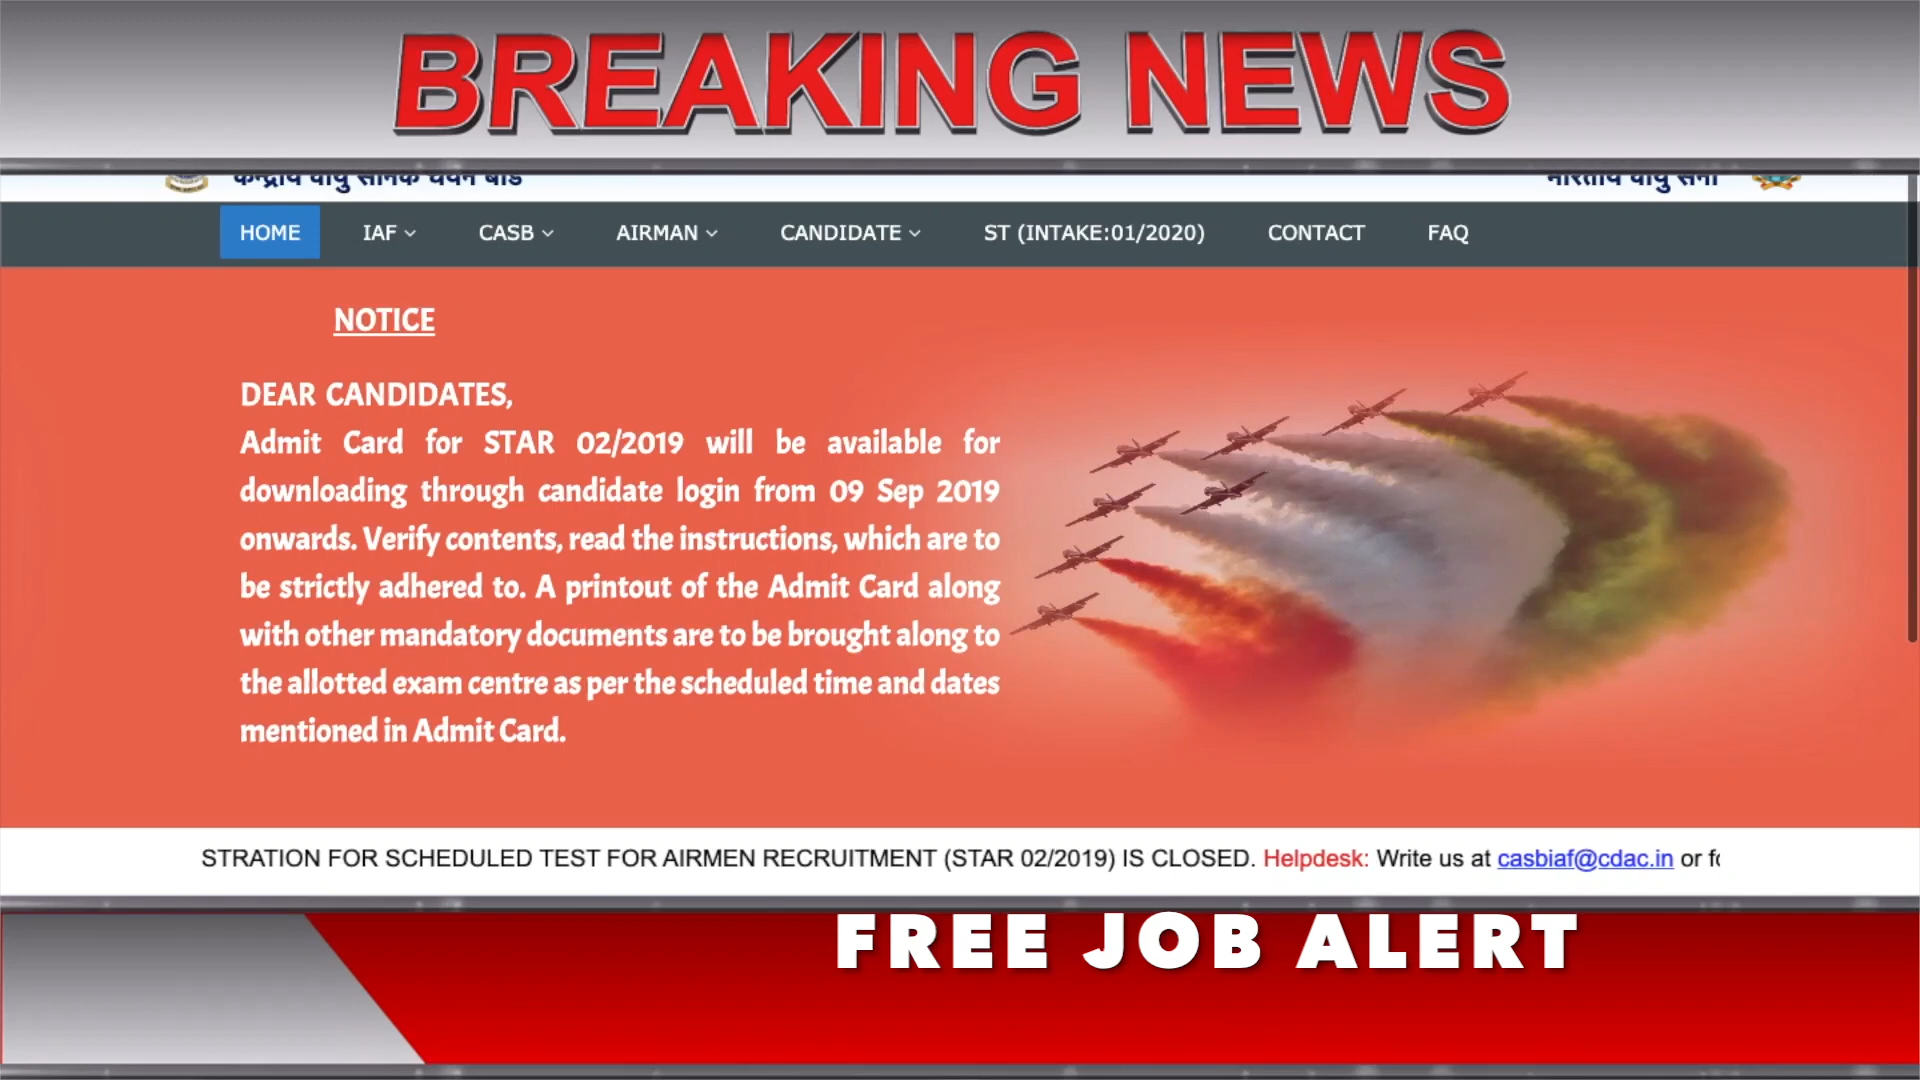 BREAKING NEWS
केन्द्रीय वायु सैनिक चयन बोर्ड
भारतीय वायु सेना
HOME
IAF
CASB
AIRMAN
CANDIDATE
ST (INTAKE:01/2020)
CONTACT
FAQ
NOTICE
DEAR CANDIDATES,
Admit Card for STAR 02/2019 will be available for
downloading through candidate login from 09 Sep 2019
onwards. Verify contents, read the instructions, which are to
be strictly adhered to. A printout of the Admit Card along
with other mandatory documents are to be brought along to
the allotted exam centre as per the scheduled time and dates
mentioned in Admit Card.
STRATION FOR SCHEDULED TEST FOR AIRMEN RECRUITMENT (STAR 02/2019) IS CLOSED. Helpdesk: Write us at casbiaf@cdac.in or fo
FREE JOB ALERT